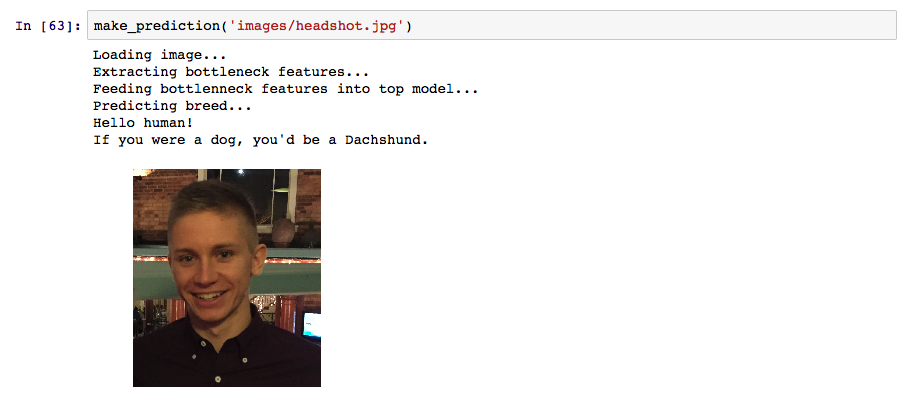 In [63]: make_prediction('images/headshot.jpg')
Loading image...
Extracting bottleneck features...
Feeding bottlenneck features into top model...
Predicting breed...
Hello human!
If you were a dog, you'd be a Dachshund.